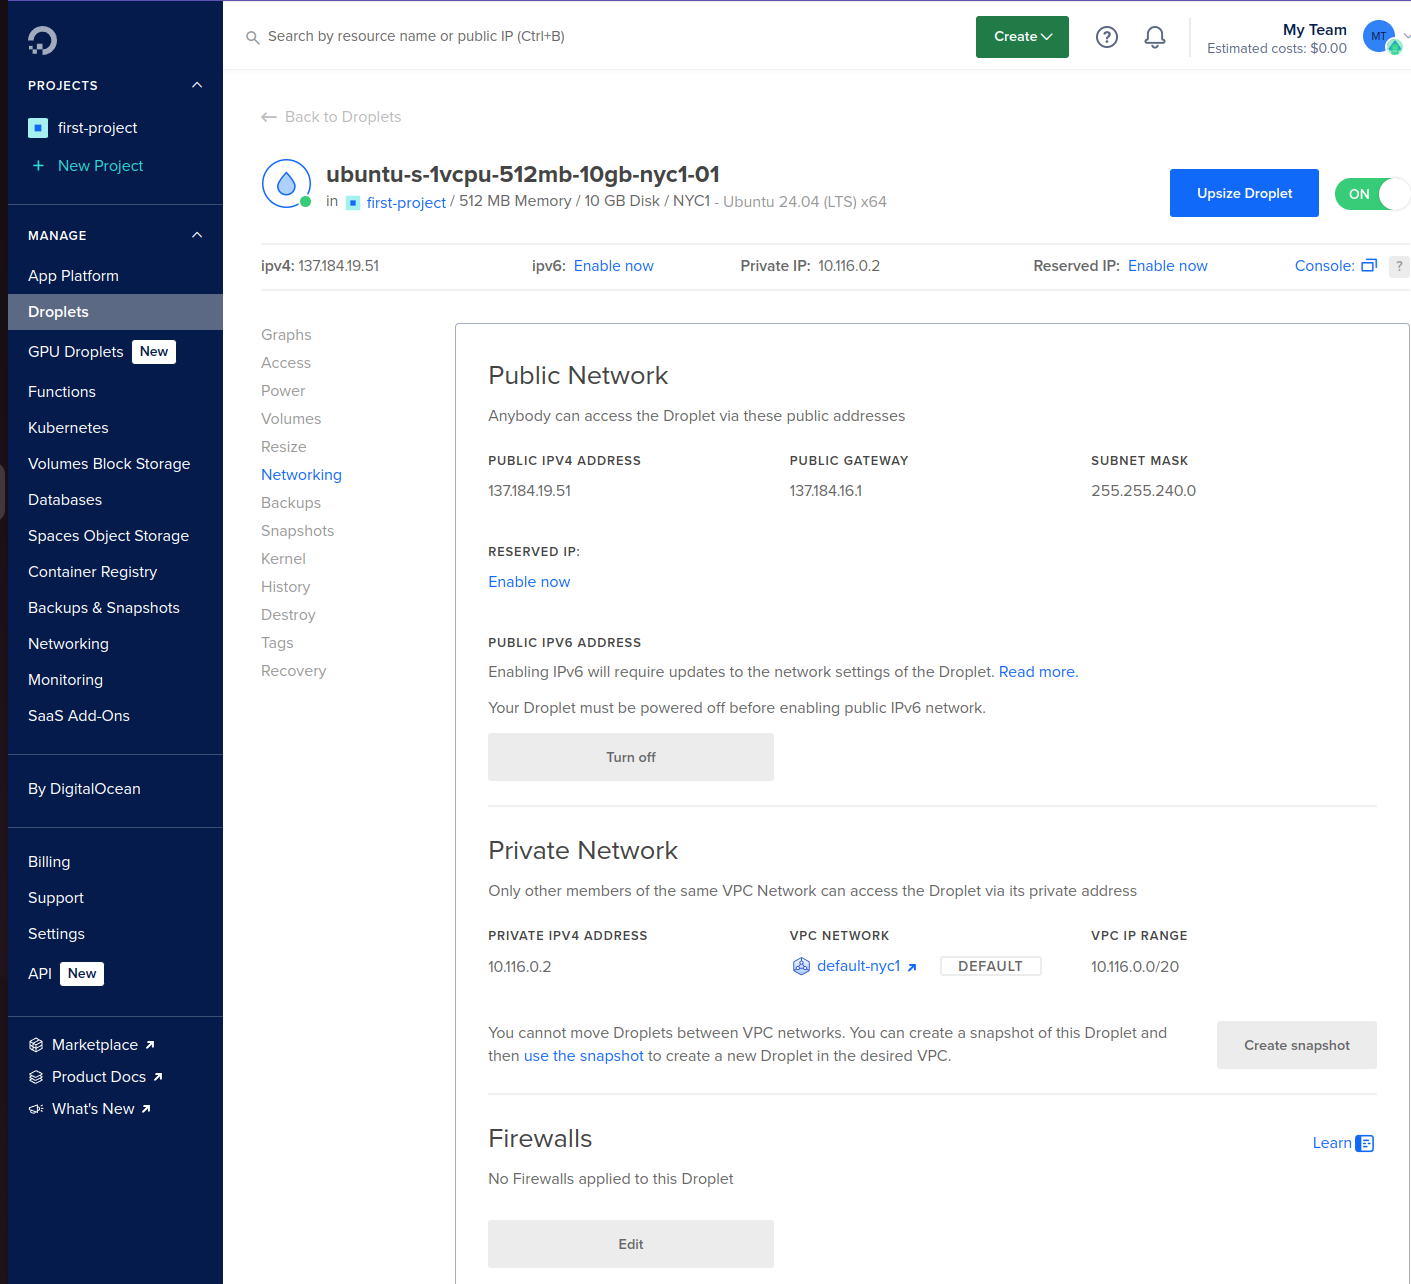 PROJECTS
first-project
+ New Project
MANAGE
App Platform
Droplets
GPU Droplets New
Functions
Kubernetes
Volumes Block Storage
Databases
Spaces Object Storage
Container Registry
Backups & Snapshots
Networking
Monitoring
SaaS Add-Ons
By DigitalOcean
Billing
Support
Settings
API New
Marketplace
Product Docs
What's New
Search by resource name or public IP (Ctrl+B)
Create
?
My Team
Estimated costs: $0.00
MT
← Back to Droplets
ubuntu-s-1vcpu-512mb-10gb-nyc1-01
in first-project / 512 MB Memory / 10 GB Disk / NYC1 - Ubuntu 24.04 (LTS) x64
Upsize Droplet
ON
ipv4: 137.184.19.51 ipv6: Enable now Private IP: 10.116.0.2 Reserved IP: Enable now Console: ?
Graphs
Access
Power
Volumes
Resize
Networking
Backups
Snapshots
Kernel
History
Destroy
Tags
Recovery
Public Network
Anybody can access the Droplet via these public addresses
PUBLIC IPV4 ADDRESS PUBLIC GATEWAY SUBNET MASK
137.184.19.51 137.184.16.1 255.255.240.0
RESERVED IP:
Enable now
PUBLIC IPV6 ADDRESS
Enabling IPv6 will require updates to the network settings of the Droplet. Read more.
Your Droplet must be powered off before enabling public IPv6 network.
Turn off
Private Network
Only other members of the same VPC Network can access the Droplet via its private address
PRIVATE IPV4 ADDRESS VPC NETWORK VPC IP RANGE
10.116.0.2 default-nyc1 DEFAULT 10.116.0.0/20
You cannot move Droplets between VPC networks. You can create a snapshot of this Droplet and
then use the snapshot to create a new Droplet in the desired VPC.
Create snapshot
Firewalls
Learn
No Firewalls applied to this Droplet
Edit